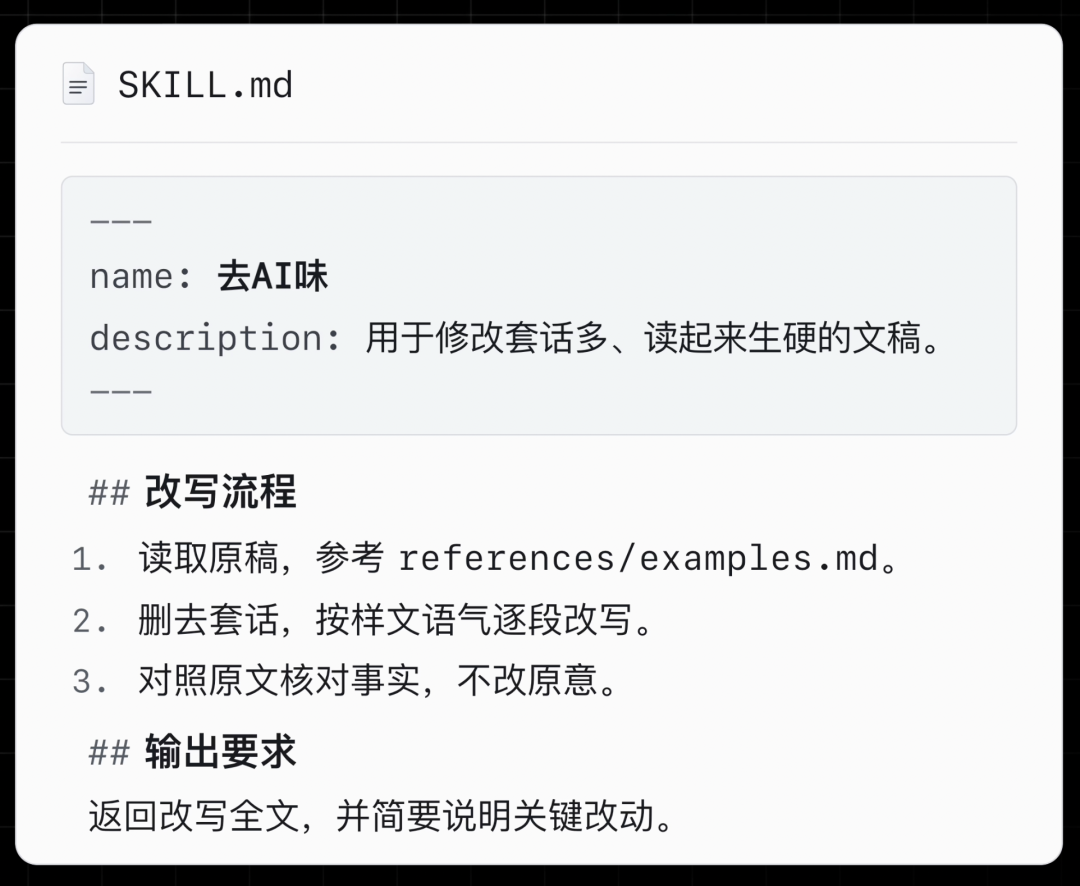 SKILL.md
---
name: 去AI味
description: 用于修改套话多、读起来生硬的文稿。
---
## 改写流程
1. 读取原稿，参考 references/examples.md。
2. 删去套话，按样文语气逐段改写。
3. 对照原文核对事实，不改原意。
## 输出要求
返回改写全文，并简要说明关键改动。